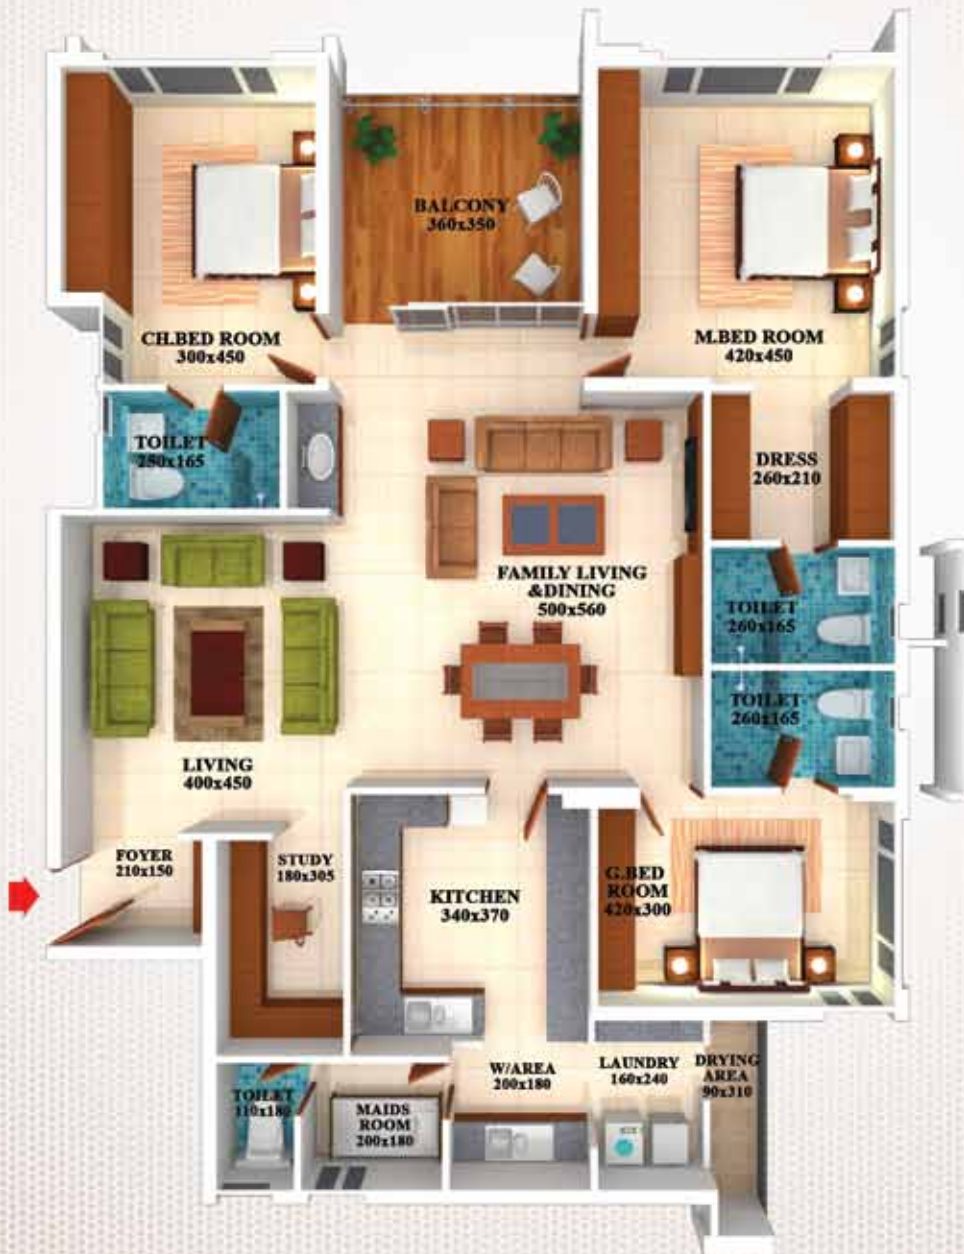 BALCONY
360x350
CH.BED ROOM
300x450
M.BED ROOM
420x450
TOILET
250x165
DRESS
260x210
FAMILY LIVING
&DINING
500x560
TOILET
260x165
TOILET
260x165
LIVING
400x450
FOYER
210x150
STUDY
180x305
KITCHEN
340x370
G.BED
ROOM
420x300
W/AREA
200x180
LAUNDRY
160x240
DRYING
AREA
90x310
TOILET
110x180
MAIDS
ROOM
200x180